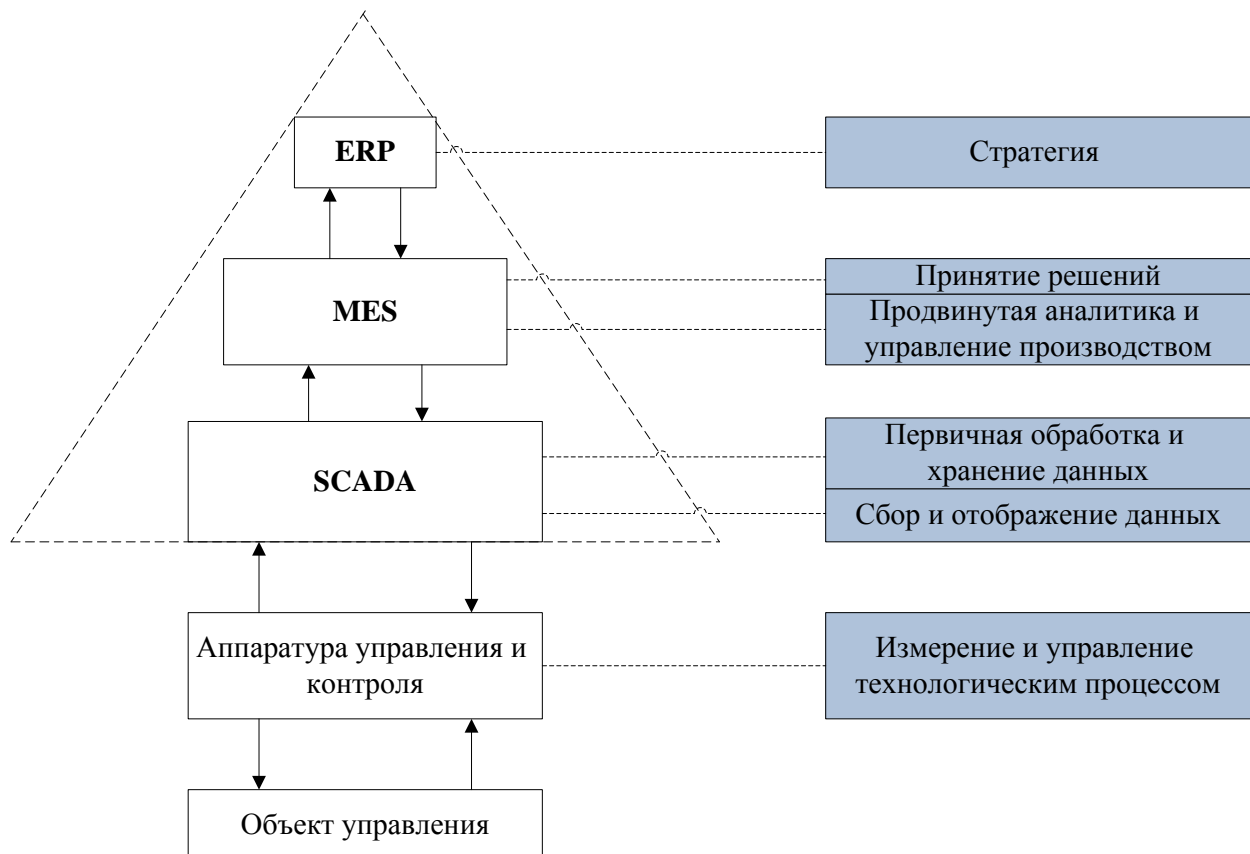 ERP
Стратегия
MES
Принятие решений
Продвинутая аналитика и
управление производством
SCADA
Первичная обработка и
хранение данных
Сбор и отображение данных
Аппаратура управления и
контроля
Измерение и управление
технологическим процессом
Объект управления